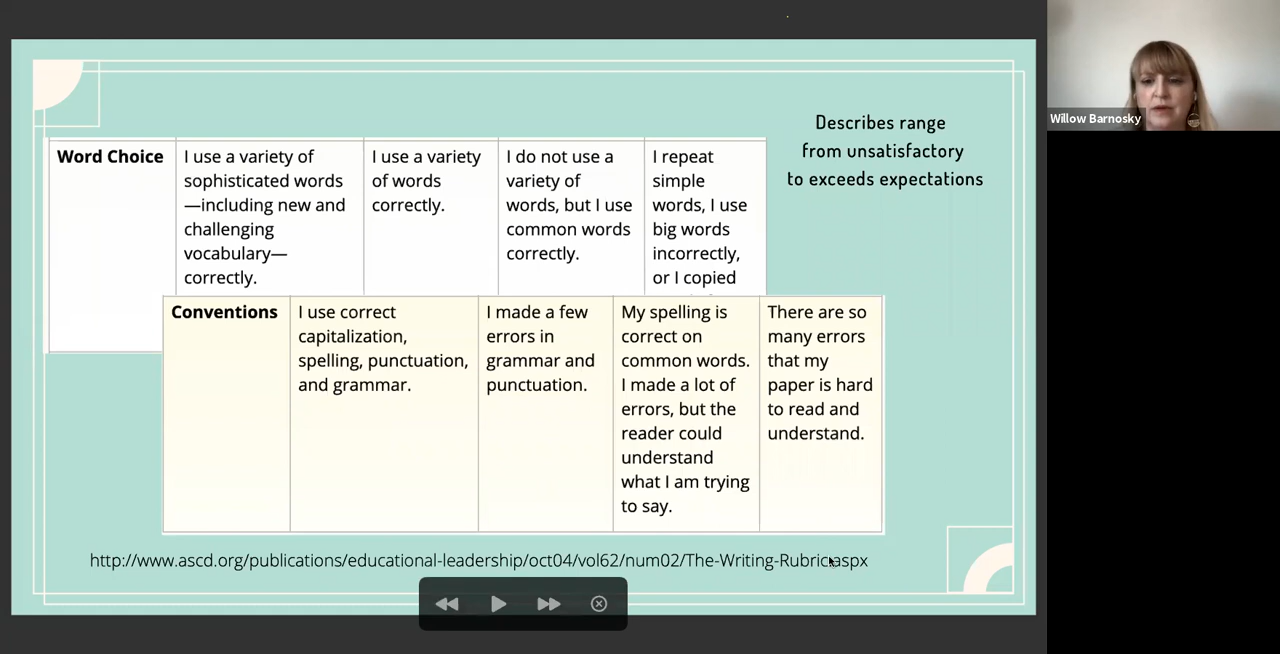 Willow Barnosky
Describes range
from unsatisfactory
to exceeds expectations
Word Choice
I use a variety of
sophisticated words
—including new and
challenging
vocabulary—
correctly.
I use a variety
of words
correctly.
I do not use a
variety of
words, but I use
common words
correctly.
I repeat
simple
words, I use
big words
incorrectly,
or I copied
Conventions
I use correct
capitalization,
spelling, punctuation,
and grammar.
I made a few
errors in
grammar and
punctuation.
My spelling is
correct on
common words.
I made a lot of
errors, but the
reader could
understand
what I am trying
to say.
There are so
many errors
that my
paper is hard
to read and
understand.
http://www.ascd.org/publications/educational-leadership/oct04/vol62/num02/The-Writing-Rubric.aspx